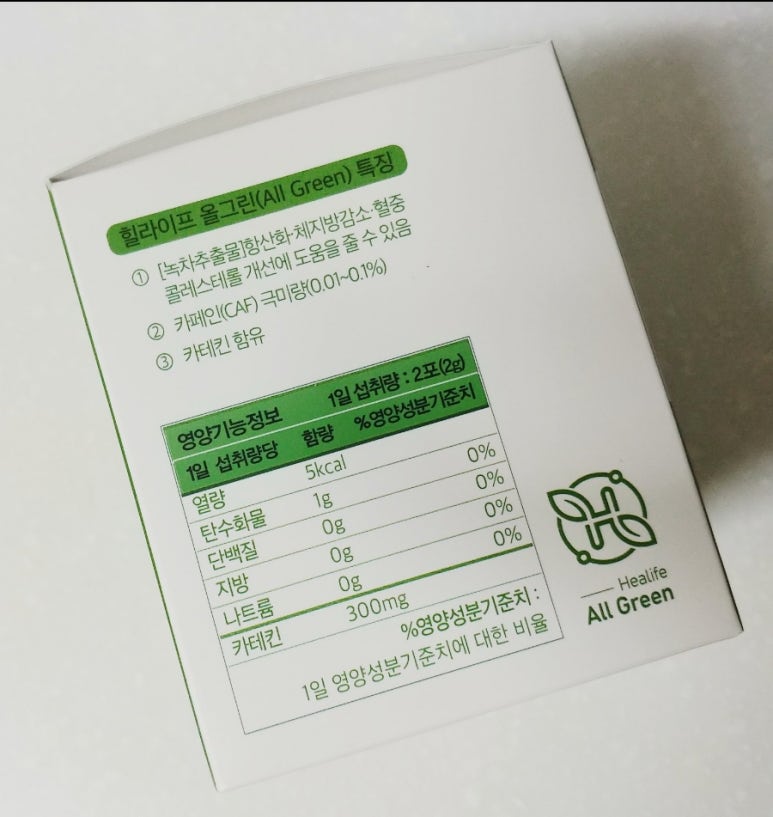 힐라이프 올그린(All Green) 특징
① [녹차추출물]항산화·체지방감소·혈중
콜레스테롤 개선에 도움을 줄 수 있음
② 카페인(CAF) 극미량(0.01~0.1%)
③ 카테킨 함유
영양기능정보 1일 섭취량 : 2포(2g)
1일 섭취량당 함량 %영양성분기준치
열량 5kcal
탄수화물 1g 0%
단백질 0g 0%
지방 0g 0%
나트륨 0g 0%
카테킨 300mg
%영양성분기준치 :
1일 영양성분기준치에 대한 비율
Healife
All Green